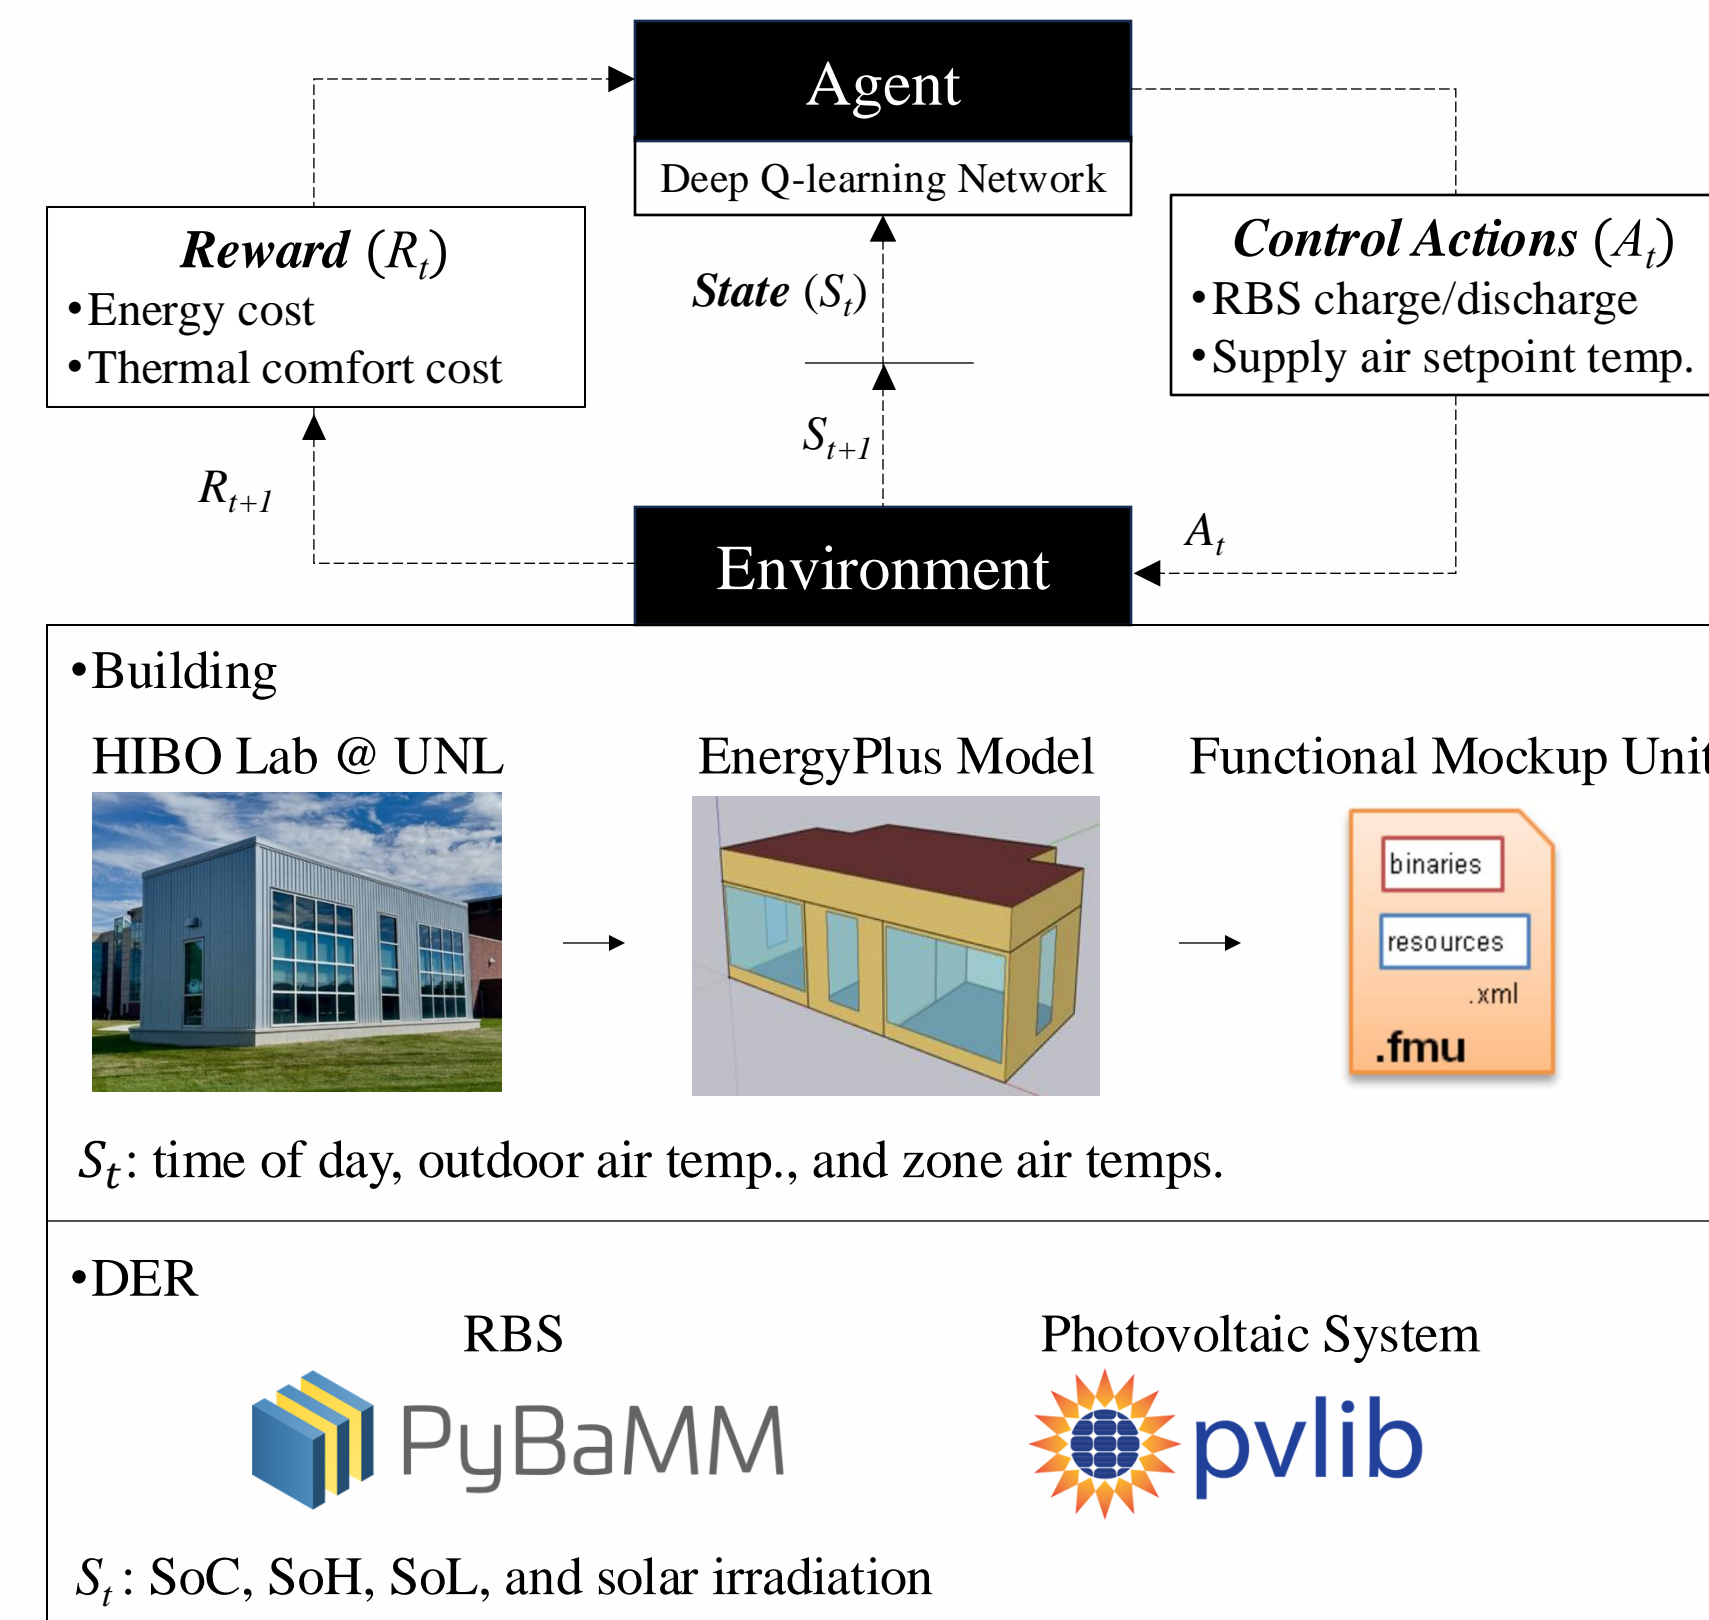 Agent
Deep Q-learning Network
Reward (Rt)
•Energy cost
•Thermal comfort cost
State (St)
Control Actions (At)
•RBS charge/discharge
•Supply air setpoint temp.
St+1
Rt+1
At
Environment
•Building
HIBO Lab @ UNL
EnergyPlus Model
Functional Mockup Unit
binaries
resources
.xml
.fmu
St: time of day, outdoor air temp., and zone air temps.
•DER
RBS
Photovoltaic System
PyBaMM
pvlib
St: SoC, SoH, SoL, and solar irradiation